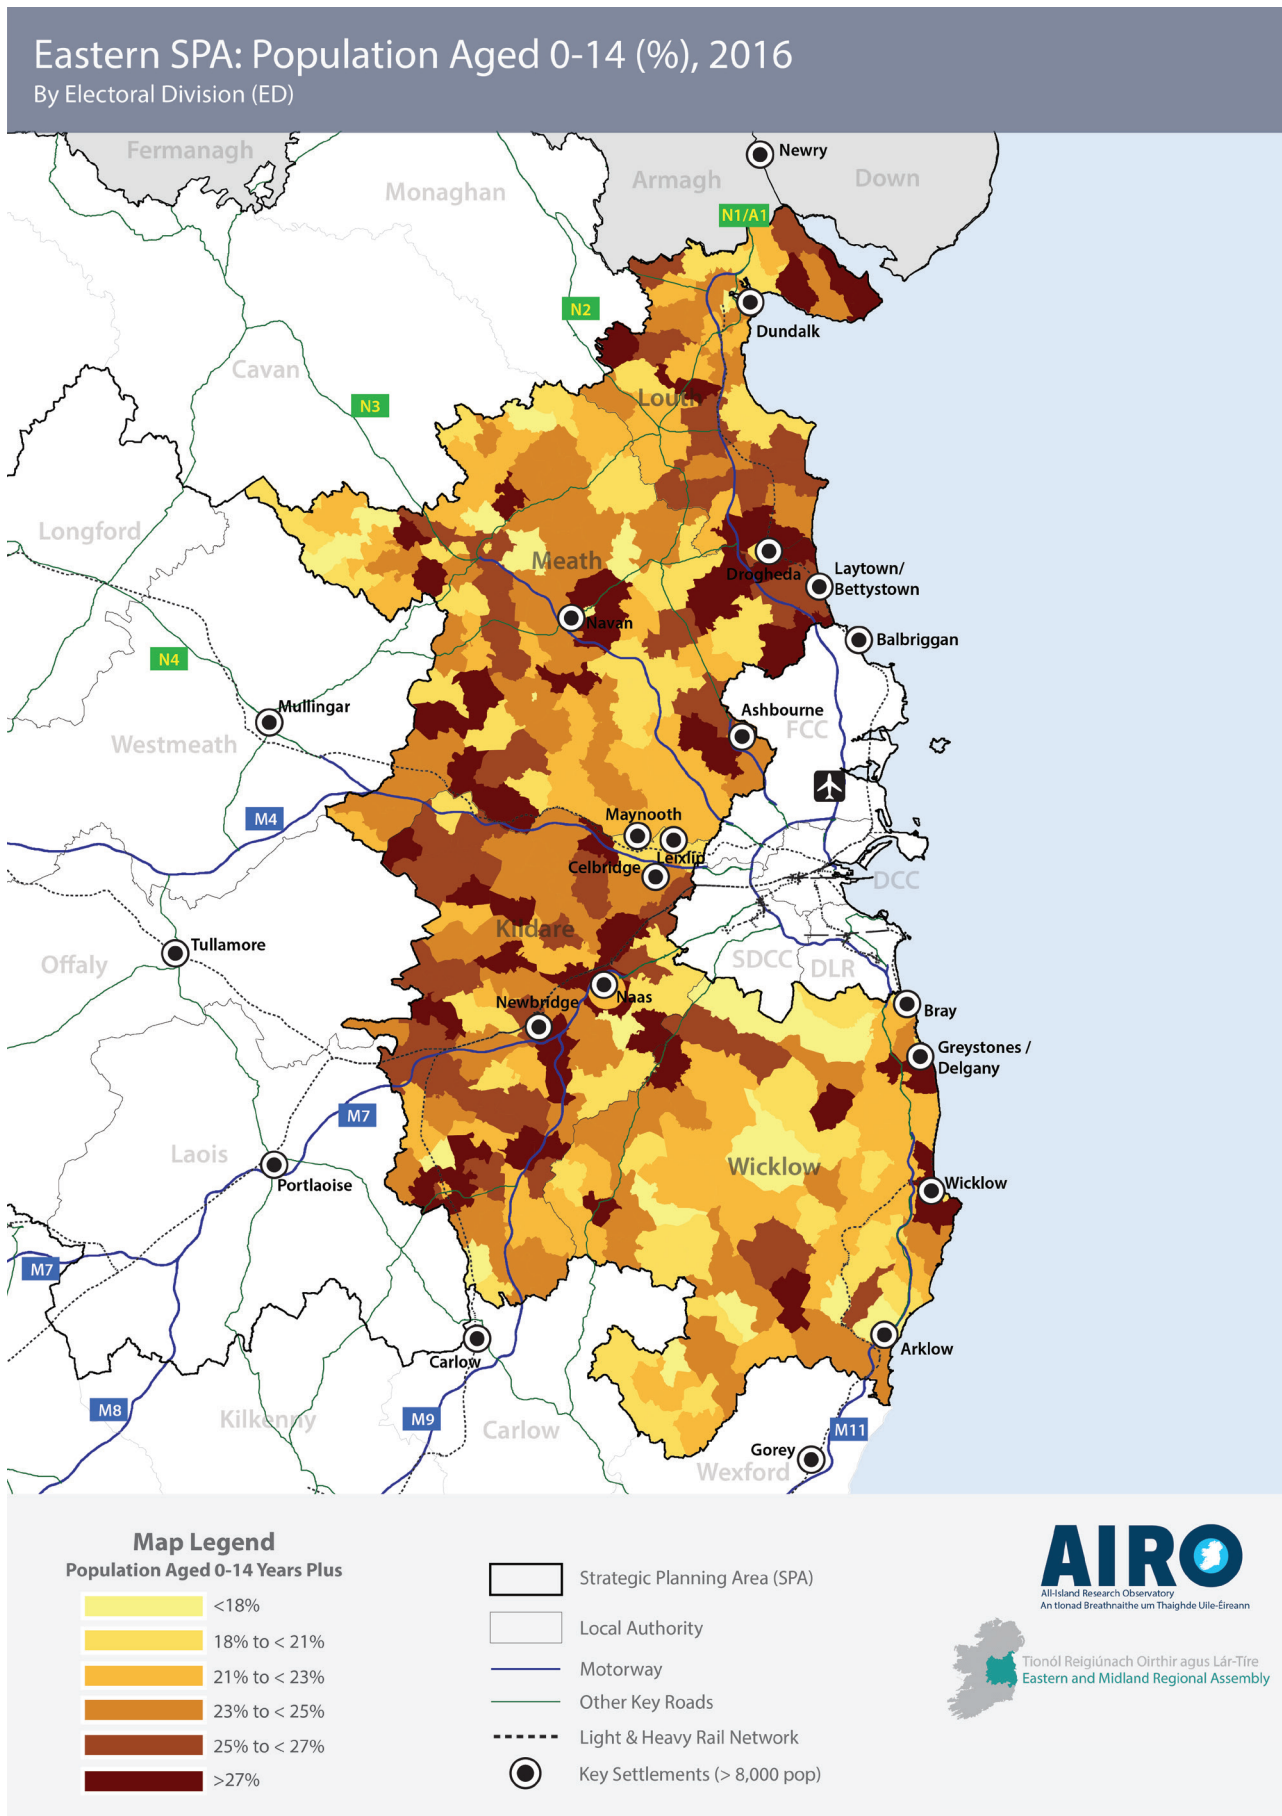 Eastern SPA: Population Aged 0-14 (%), 2016
By Electoral Division (ED)
Fermanagh
Monaghan
Armagh
Newry
Down
N1/A1
N2
Dundalk
Cavan
N3
Louth
Longford
Meath
Drogheda
Laytown/
Bettystown
Navan
Balbriggan
N4
Mullingar
Westmeath
Ashbourne
FCC
M4
Maynooth
Leixlip
Celbridge
DCC
Kildare
Tullamore
Offaly
SDCC
DLR
Naas
Newbridge
Bray
Greystones /
Delgany
M7
Laois
Portlaoise
Wicklow
Wicklow
M7
Arklow
Carlow
M8
Kilkenny
M9
Carlow
M11
Gorey
Wexford
Map Legend
Population Aged 0-14 Years Plus
<18%
18% to < 21%
21% to < 23%
23% to < 25%
25% to < 27%
>27%
Strategic Planning Area (SPA)
Local Authority
Motorway
Other Key Roads
Light & Heavy Rail Network
Key Settlements (> 8,000 pop)
AIRO
All-Island Research Observatory
An tIonad Breathnaithe um Thaighde Uile-Éireann
Tionól Reigiúnach Oirthir agus Lár-Tíre
Eastern and Midland Regional Assembly